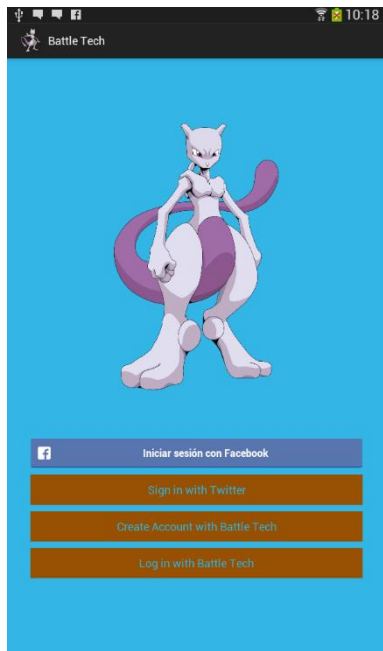 10:18
Battle Tech
Iniciar sesión con Facebook
Sign in with Twitter
Create Account with Battle Tech
Log in with Battle Tech